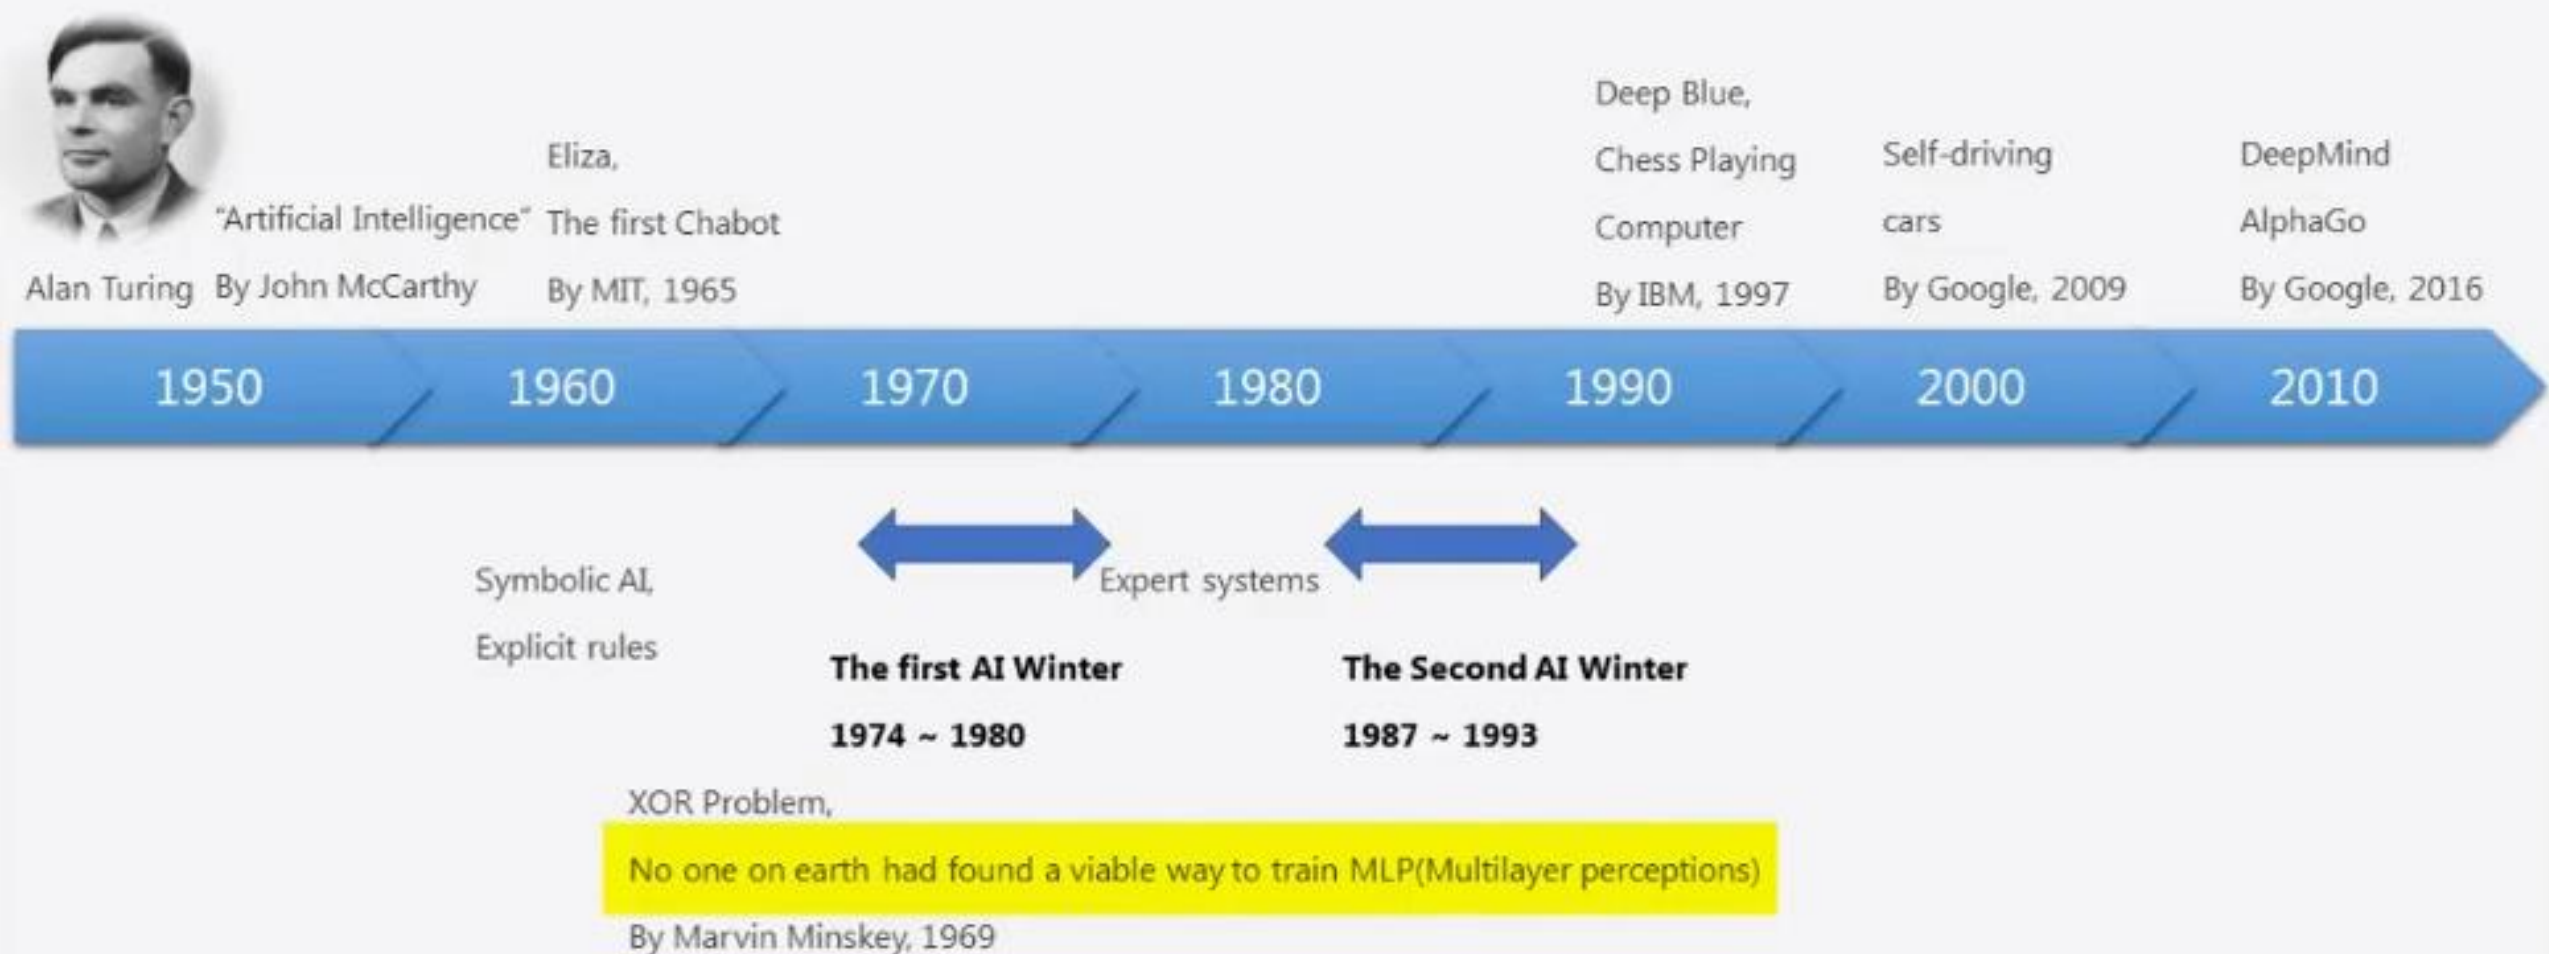 Alan Turing
"Artificial Intelligence"
By John McCarthy
Eliza,
The first Chabot
By MIT, 1965
Deep Blue,
Chess Playing
Computer
By IBM, 1997
Self-driving
cars
By Google, 2009
DeepMind
AlphaGo
By Google, 2016
1950
1960
1970
1980
1990
2000
2010
Symbolic AI,
Explicit rules
The first AI Winter
1974 ~ 1980
Expert systems
The Second AI Winter
1987 ~ 1993
XOR Problem,
No one on earth had found a viable way to train MLP(Multilayer perceptions)
By Marvin Minskey, 1969